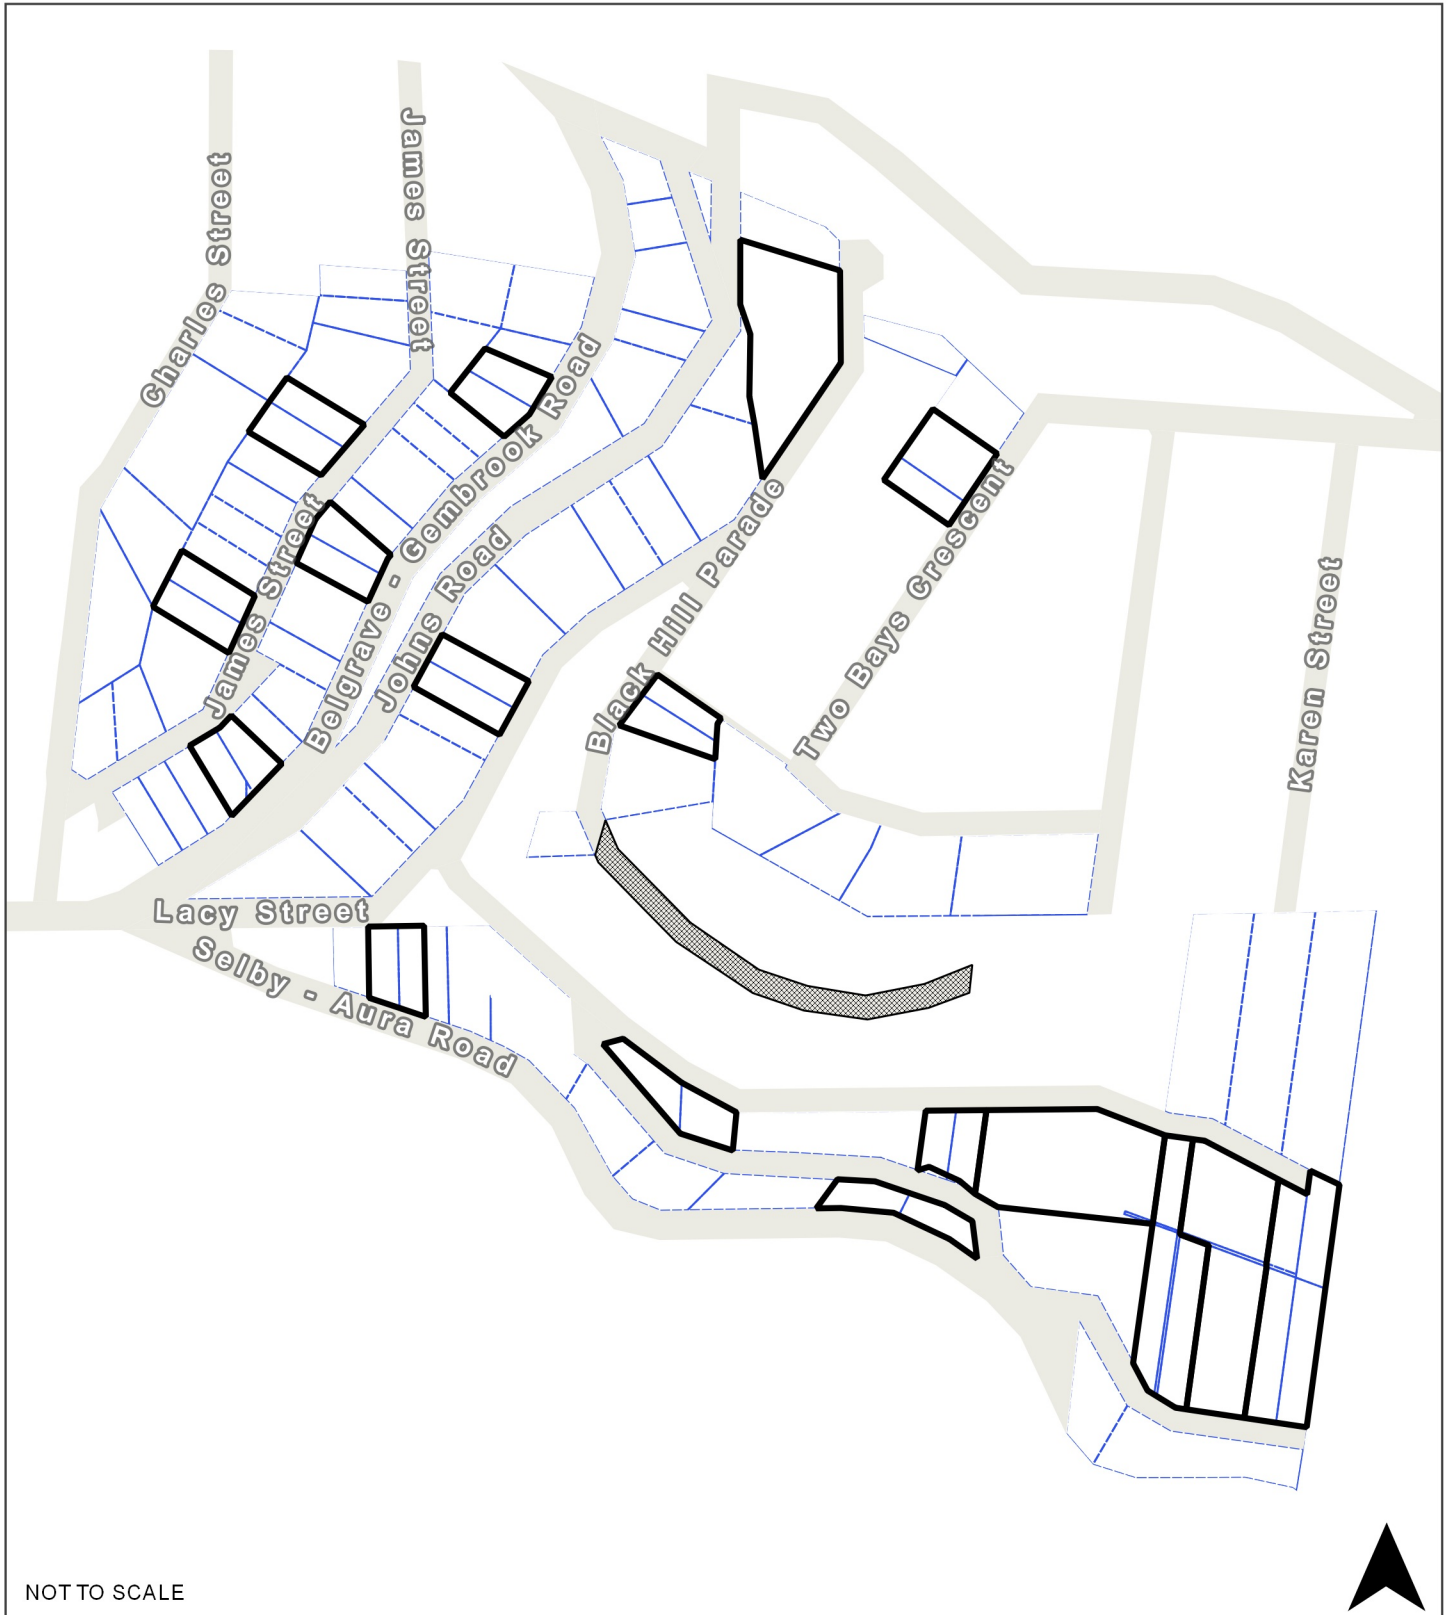 James Street
Charles Street
James Street
Belgrave - Gembrook Road
Johns Road
Black Hill Parade
Two Bays Crescent
Karen Street
Lacy Street
Selby - Aura Road
NOT TO SCALE